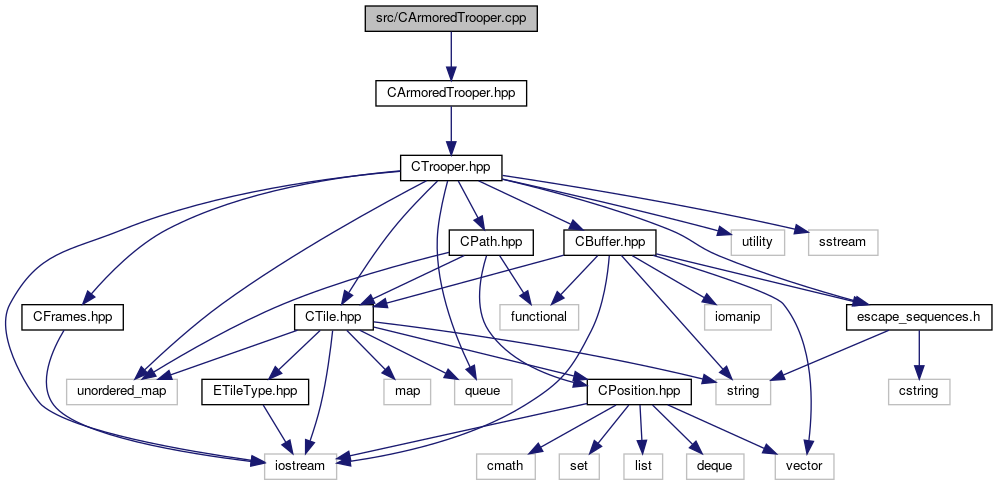 src/CArmoredTrooper.cpp
CArmoredTrooper.hpp
CTrooper.hpp
CPath.hpp
CBuffer.hpp
utility
sstream
CFrames.hpp
CTile.hpp
functional
iomanip
escape_sequences.h
unordered_map
ETileType.hpp
map
queue
CPosition.hpp
string
cstring
iostream
cmath
set
list
deque
vector